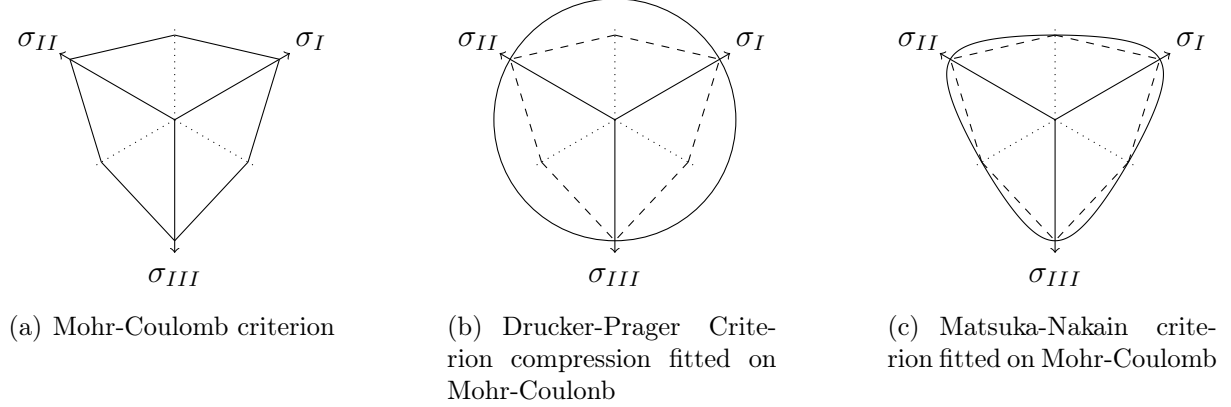 σ_II σ_I
σ_III
(a) Mohr-Coulomb criterion
σ_II σ_I
σ_III
(b) Drucker-Prager Crite-
rion compression fitted on
Mohr-Coulonb
σ_II σ_I
σ_III
(c) Matsuka-Nakain crite-
rion fitted on Mohr-Coulomb